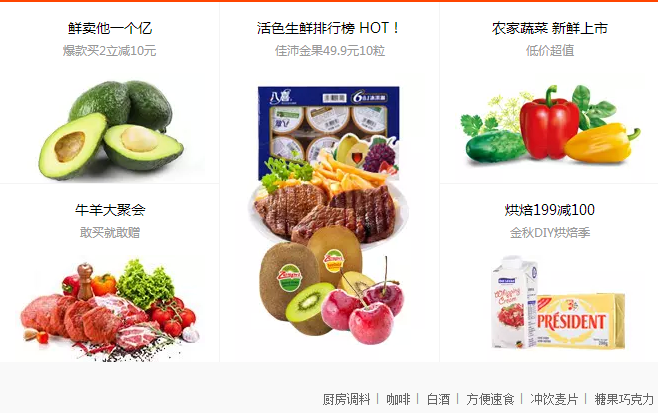 鲜卖他一个亿
爆款买2立减10元
活色生鲜排行榜 HOT！
佳沛金果49.9元10粒
农家蔬菜 新鲜上市
低价超值
八喜
牛羊大聚会
敢买就敢赠
烘焙199减100
金秋DIY烘焙季
Whipping
Cream
PRÉSIDENT
厨房调料 | 咖啡 | 白酒 | 方便速食 | 冲饮麦片 | 糖果巧克力